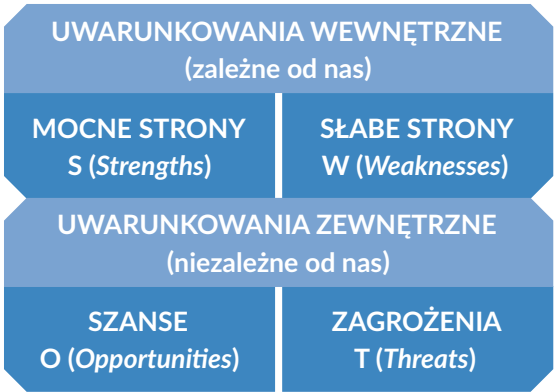 UWARUNKOWANIA WEWNĘTRZNE
(zależne od nas)
MOCNE STRONY
S (Strengths)
SŁABE STRONY
W (Weaknesses)
UWARUNKOWANIA ZEWNĘTRZNE
(niezależne od nas)
SZANSE
O (Opportunities)
ZAGROŻENIA
T (Threats)